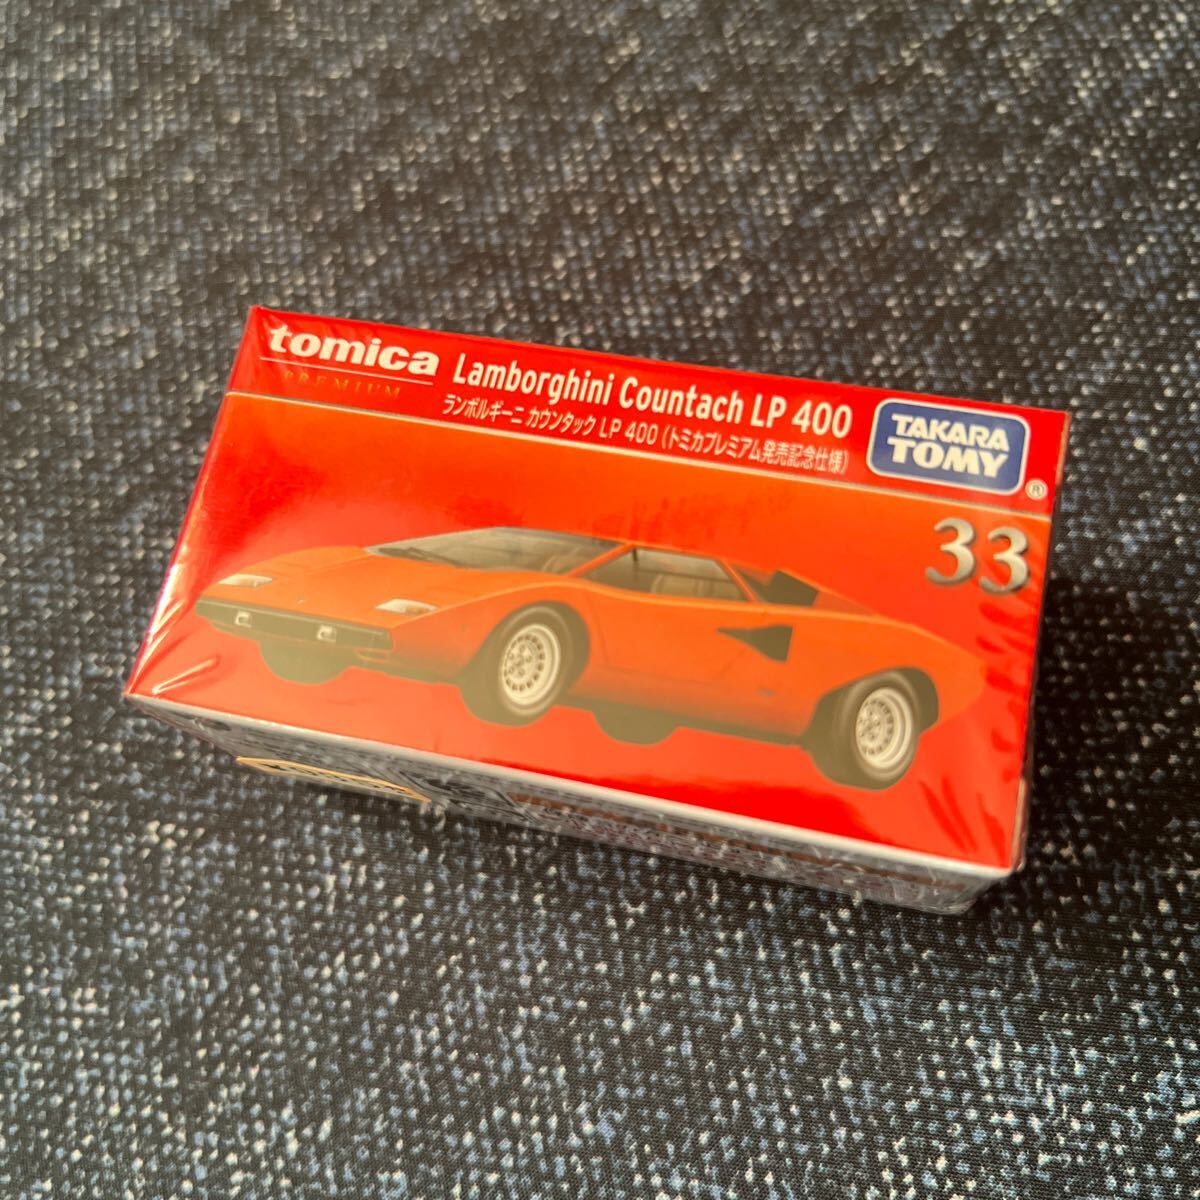 tomica
PREMIUM
Lamborghini Countach LP 400
ランボルギーニ カウンタック LP 400 (トミカプレミアム発売記念仕様)
TAKARA
TOMY
®
33